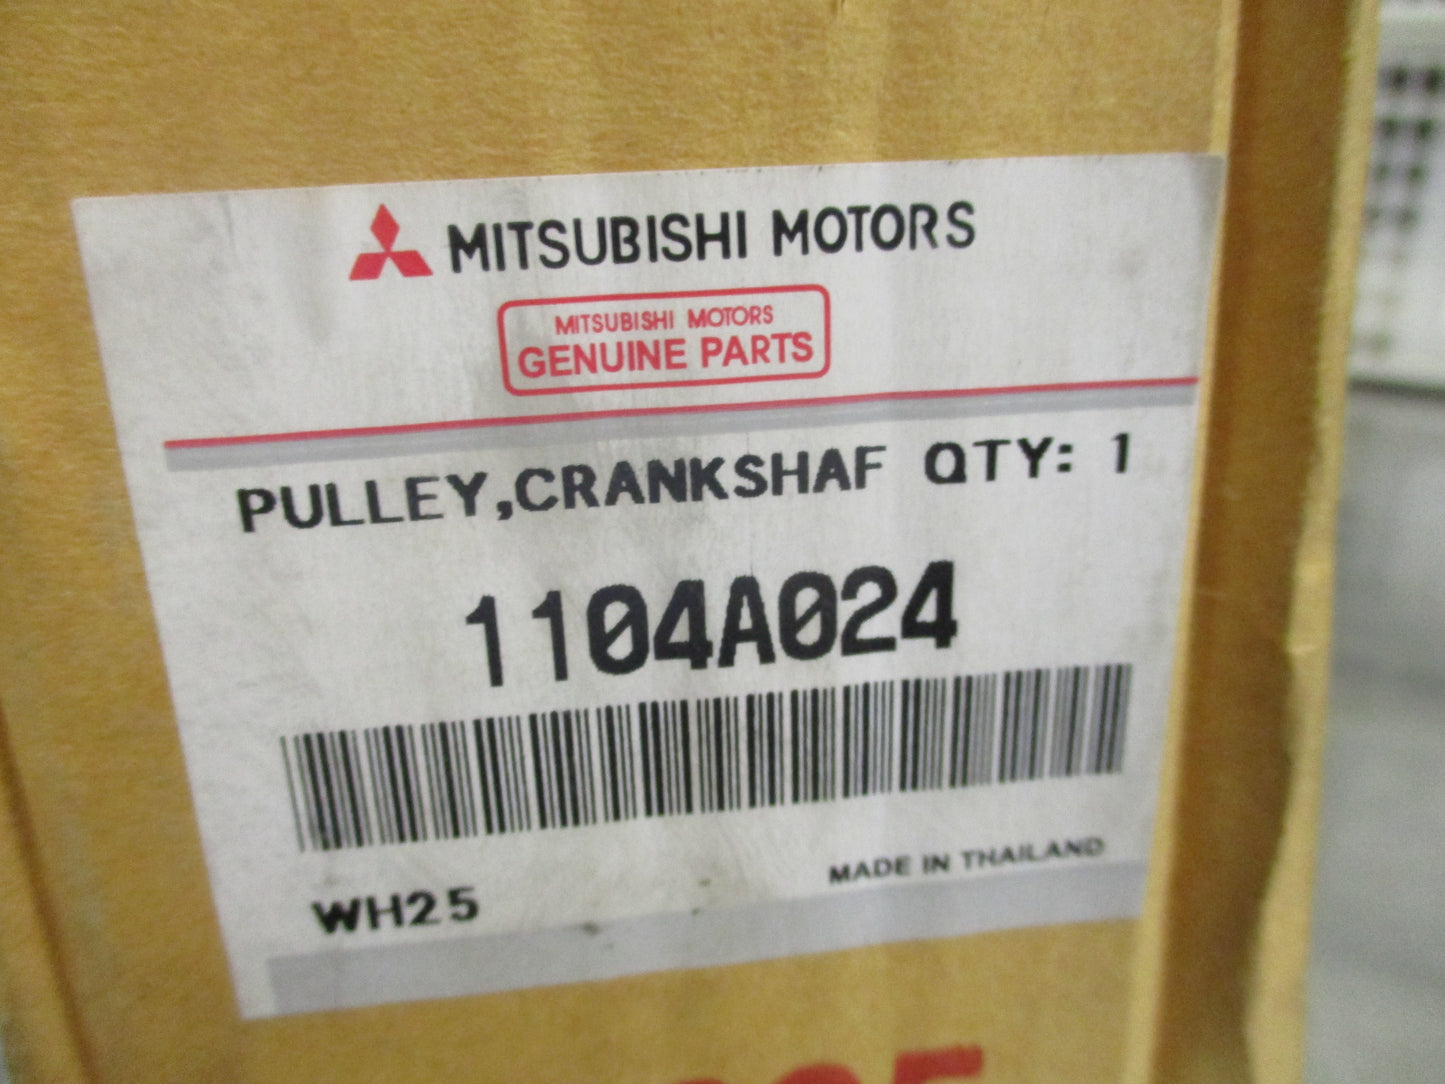 MITSUBISHI MOTORS
MITSUBISHI MOTORS
GENUINE PARTS
PULLEY,CRANKSHAF QTY: 1
1104A024
MADE IN THAILAND
WH25